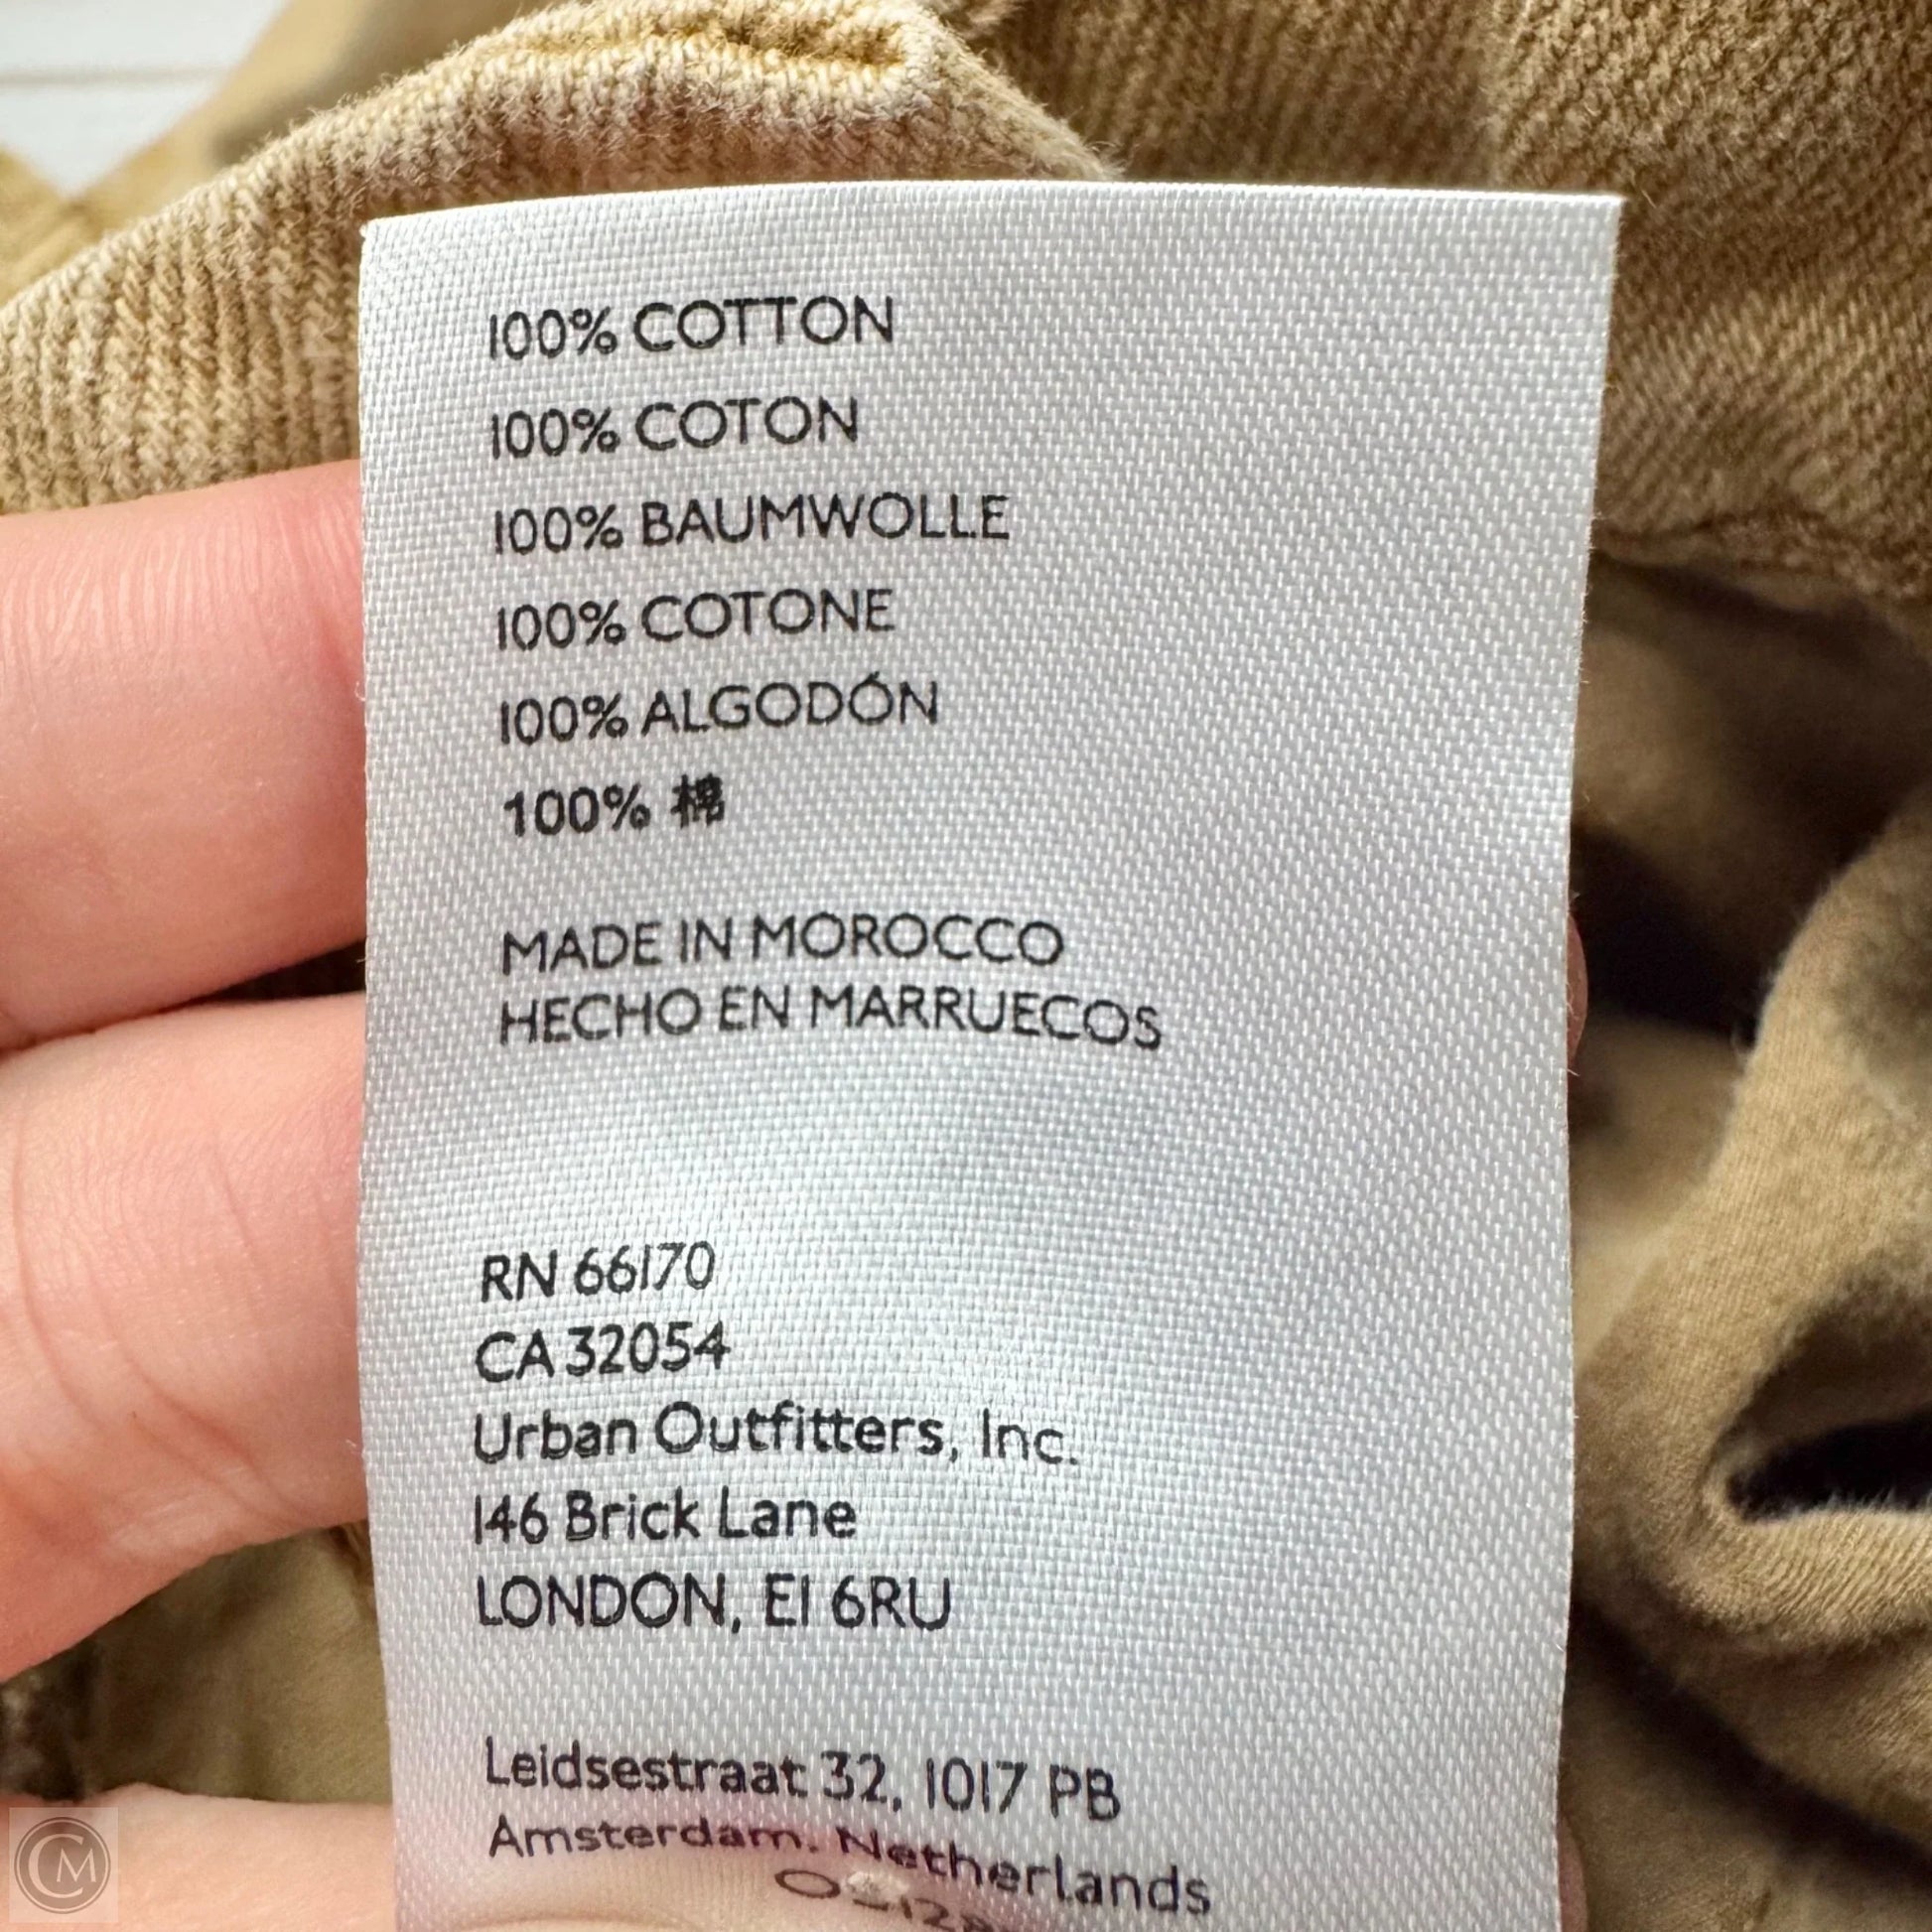 100% COTTON
100% COTON
100% BAUMWOLLE
100% COTONE
100% ALGODÓN
100% 棉
MADE IN MOROCCO
HECHO EN MARRUECOS
RN 66170
CA 32054
Urban Outfitters, Inc.
146 Brick Lane
LONDON, E1 6RU
Leidsestraat 32, 1017 PB
Amsterdam. Netherlands
CM